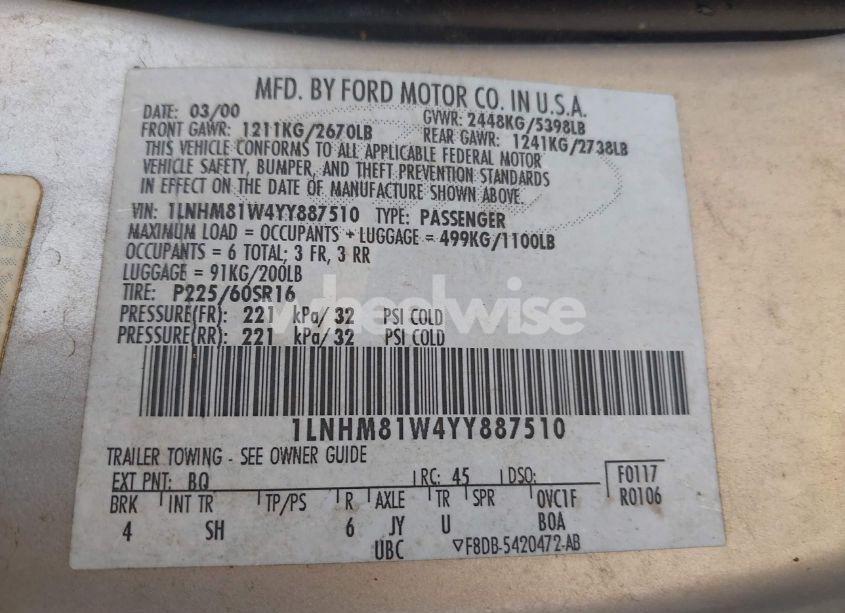 MFD. BY FORD MOTOR CO. IN U.S.A.
DATE: 03/00 GVWR: 2448KG/5398LB
FRONT GAWR: 1211KG/2670LB REAR GAWR: 1241KG/2738LB
THIS VEHICLE CONFORMS TO ALL APPLICABLE FEDERAL MOTOR
VEHICLE SAFETY, BUMPER, AND THEFT PREVENTION STANDARDS
IN EFFECT ON THE DATE OF MANUFACTURE SHOWN ABOVE.
VIN: 1LNHM81W4YY887510 TYPE: PASSENGER
MAXIMUM LOAD = OCCUPANTS + LUGGAGE = 499KG/1100LB
OCCUPANTS = 6 TOTAL; 3 FR, 3 RR
LUGGAGE = 91KG/200LB
TIRE: P225/60SR16
wheelwise
PRESSURE(FR): 221 kPa/ 32 PSI COLD
PRESSURE(RR): 221 kPa/ 32 PSI COLD
1LNHM81W4YY887510
TRAILER TOWING - SEE OWNER GUIDE
EXT PNT: BQ RC: 45 DSO: F0117
BRK INT TR TP/PS R AXLE TR SPR OVC1F R0106
4 SH 6 JY U BOA
UBC ▽F8DB-5420472-AB